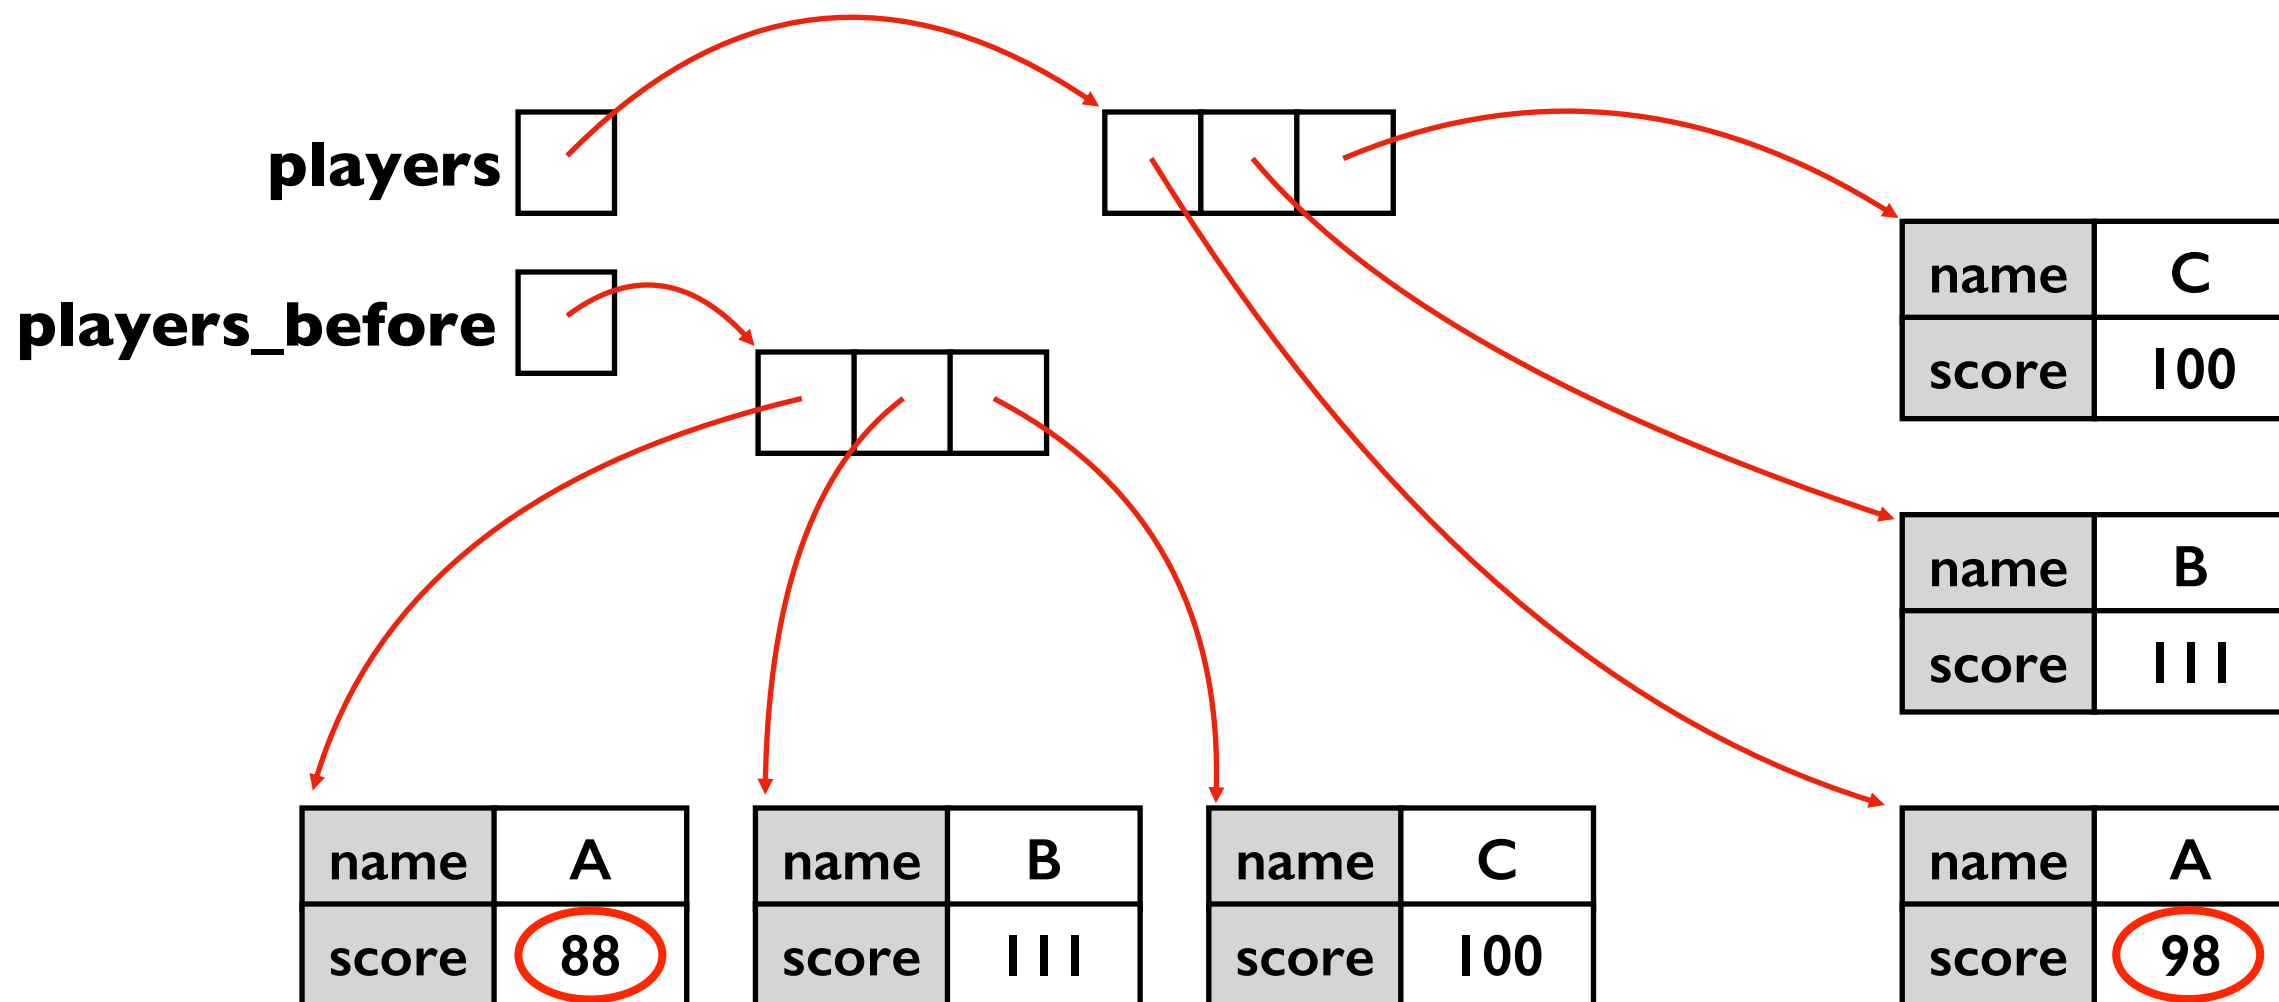 players
players_before
name C
score 100
name B
score 111
name A name B name C name A
score 88 score 111 score 100 score 98